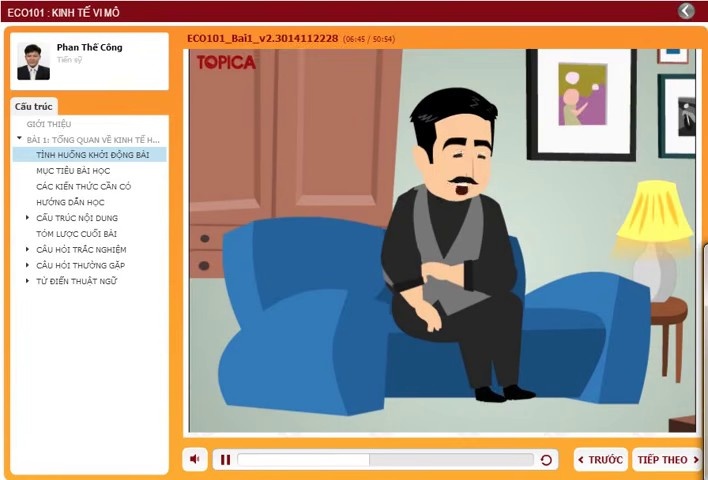 ECO101 : KINH TẾ VI MÔ
Phan Thế Công
Tiến sỹ
Cấu trúc
GIỚI THIỆU
BÀI 1: TỔNG QUAN VỀ KINH TẾ H...
TÌNH HUỐNG KHỞI ĐỘNG BÀI
MỤC TIÊU BÀI HỌC
CÁC KIẾN THỨC CẦN CÓ
HƯỚNG DẪN HỌC
CẤU TRÚC NỘI DUNG
TÓM LƯỢC CUỐI BÀI
CÂU HỎI TRẮC NGHIỆM
CÂU HỎI THƯỜNG GẶP
TỪ ĐIỂN THUẬT NGỮ
ECO101_Bai1_v2.3014112228 (06:45 / 50:54)
TOPICA
TRƯỚC
TIẾP THEO